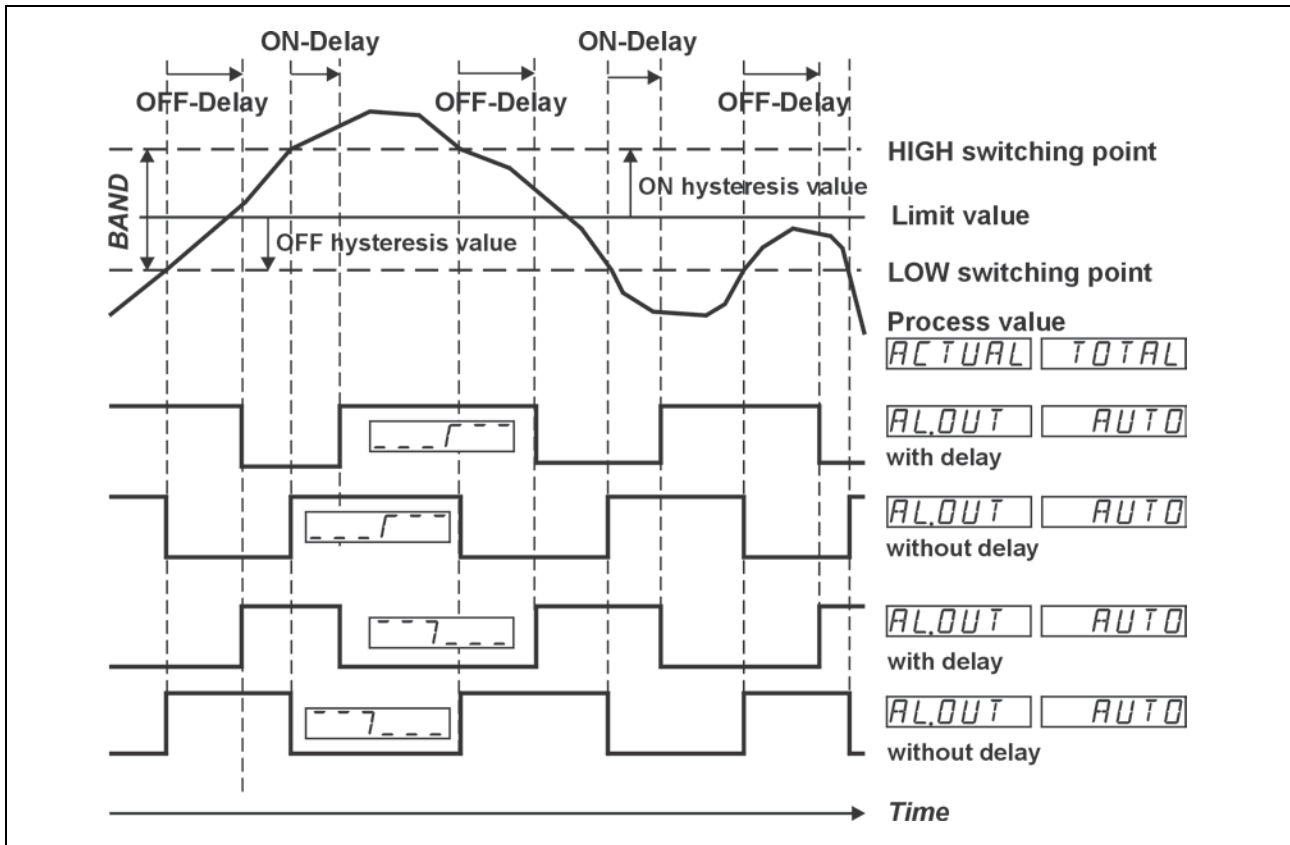 ON-Delay
ON-Delay
OFF-Delay
OFF-Delay
OFF-Delay
HIGH switching point
BAND
ON hysteresis value
Limit value
OFF hysteresis value
LOW switching point
Process value
ACTUAL TOTAL
AL.OUT AUTO
with delay
AL.OUT AUTO
without delay
AL.OUT AUTO
with delay
AL.OUT AUTO
without delay
Time